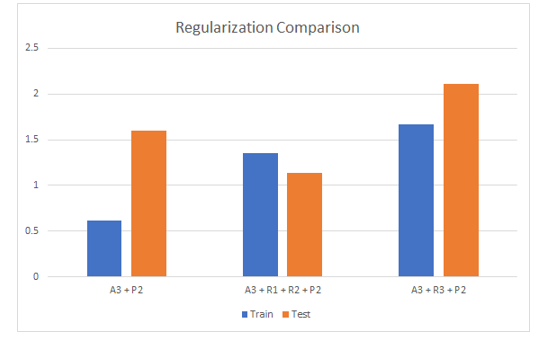 Regularization Comparison
2.5
2
1.5
1
0.5
0
A3 + P2 A3 + R1 + R2 + P2 A3 + R3 + P2
Train Test